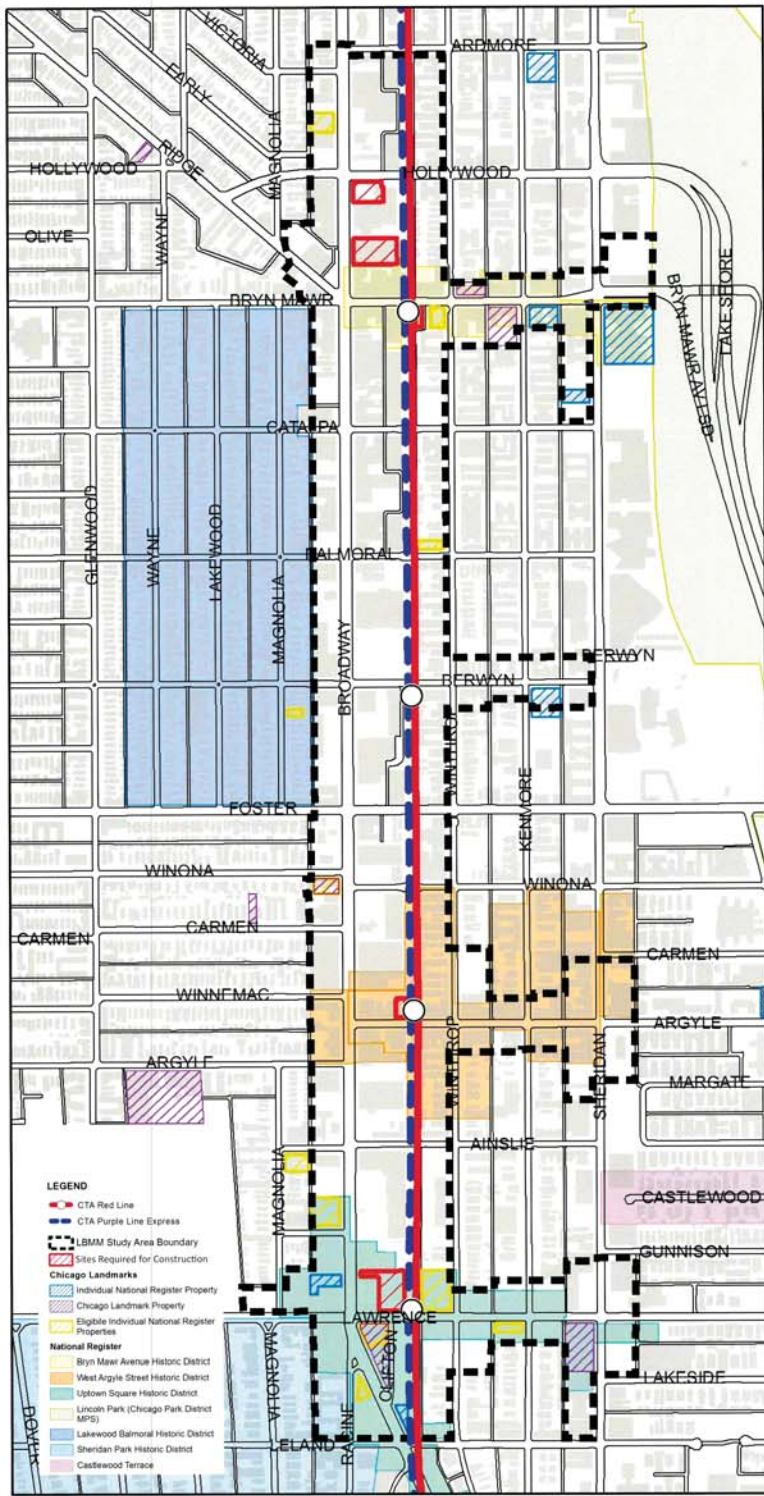 VICTORIA
ARDMORE
EARLY
RIDGE
MAGNOLIA
HOLLYWOOD
HOLLYWOOD
WAYNE
OLIVE
BRYN MAWR
BRYN MAWR AV LSD
LAKE SHORE
CATALPA
GLENWOOD
WAYNE
LAKEWOOD
MAGNOLIA
BALMORAL
BROADWAY
BERWYN
BERWYN
WINTHROP
KENMORE
FOSTER
WINONA
WINONA
CARMEN
CARMEN
CARMEN
WINNEMAC
ARGYLE
ARGYLE
WINTHROP
SHERIDAN
MARGATE
AINSLIE
MAGNOLIA
CASTLEWOOD
GUNNISON
LAWRENCE
CLIFTON
MAGNOLIA
LAKESIDE
RACINE
LELAND
DOVER
LEGEND
CTA Red Line
CTA Purple Line Express
LBMM Study Area Boundary
Sites Required for Construction
Chicago Landmarks
Individual National Register Property
Chicago Landmark Property
Eligibile Individual National Register
Properties
National Register
Bryn Mawr Avenue Historic District
West Argyle Street Historic District
Uptown Square Historic District
Lincoln Park (Chicago Park District
MPS)
Lakewood Balmoral Historic District
Sheridan Park Historic District
Castlewood Terrace